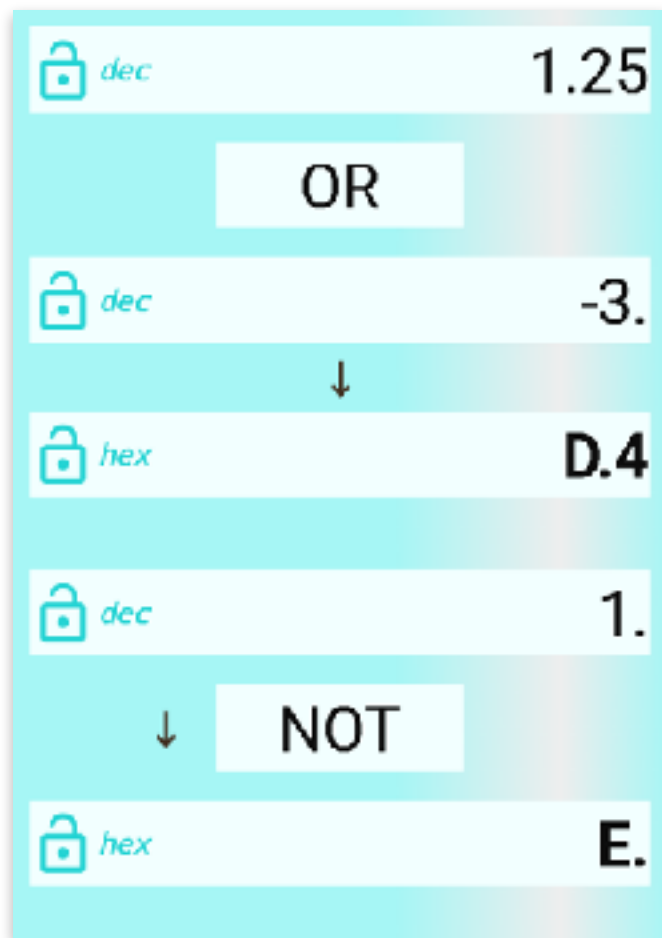 dec 1.25
OR
dec -3.
↓
hex D.4
dec 1.
↓ NOT
hex E.